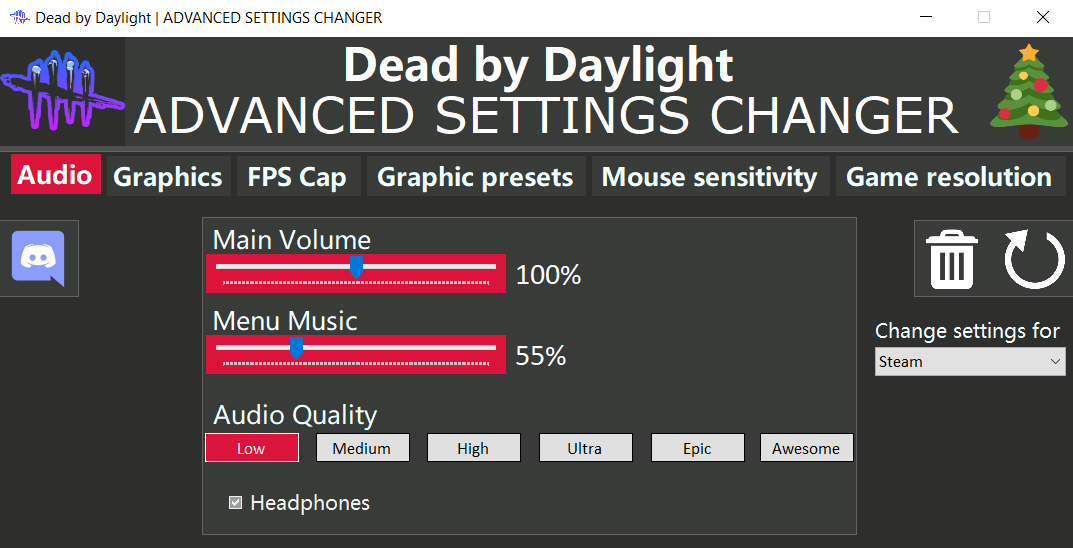 Dead by Daylight | ADVANCED SETTINGS CHANGER
Dead by Daylight
ADVANCED SETTINGS CHANGER
Audio Graphics FPS Cap Graphic presets Mouse sensitivity Game resolution
Main Volume
100%
Menu Music
55%
Change settings for
Steam
Audio Quality
Low Medium High Ultra Epic Awesome
Headphones